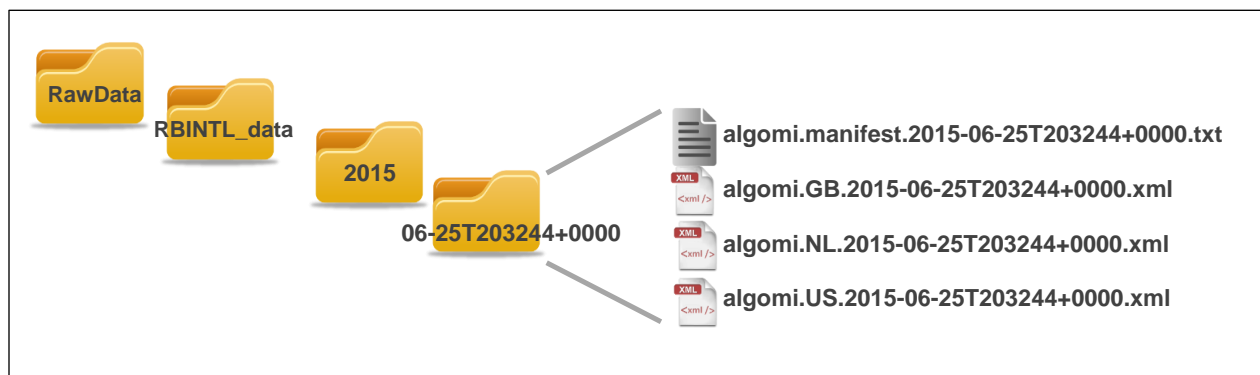 RawData
RBINTL_data
2015
06-25T203244+0000
algomi.manifest.2015-06-25T203244+0000.txt
XML
<xml />
algomi.GB.2015-06-25T203244+0000.xml
XML
<xml />
algomi.NL.2015-06-25T203244+0000.xml
XML
<xml />
algomi.US.2015-06-25T203244+0000.xml